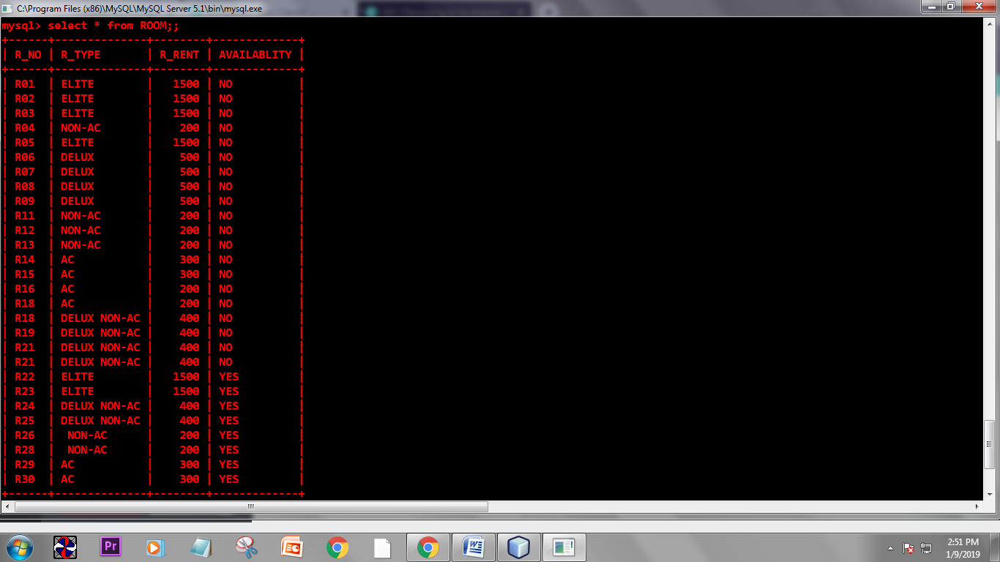 C:\Program Files (x86)\MySQL\MySQL Server 5.1\bin\mysql.exe
mysql> select * from ROOM;;
+------+--------------+--------+-------------+
| R_NO | R_TYPE       | R_RENT | AVAILABLITY |
+------+--------------+--------+-------------+
| R01  | ELITE        |   1500 | NO          |
| R02  | ELITE        |   1500 | NO          |
| R03  | ELITE        |   1500 | NO          |
| R04  | NON-AC       |    200 | NO          |
| R05  | ELITE        |   1500 | NO          |
| R06  | DELUX        |    500 | NO          |
| R07  | DELUX        |    500 | NO          |
| R08  | DELUX        |    500 | NO          |
| R09  | DELUX        |    500 | NO          |
| R11  | NON-AC       |    200 | NO          |
| R12  | NON-AC       |    200 | NO          |
| R13  | NON-AC       |    200 | NO          |
| R14  | AC           |    300 | NO          |
| R15  | AC           |    300 | NO          |
| R16  | AC           |    200 | NO          |
| R18  | AC           |    200 | NO          |
| R18  | DELUX NON-AC |    400 | NO          |
| R19  | DELUX NON-AC |    400 | NO          |
| R21  | DELUX NON-AC |    400 | NO          |
| R21  | DELUX NON-AC |    400 | NO          |
| R22  | ELITE        |   1500 | YES         |
| R23  | ELITE        |   1500 | YES         |
| R24  | DELUX NON-AC |    400 | YES         |
| R25  | DELUX NON-AC |    400 | YES         |
| R26  |  NON-AC      |    200 | YES         |
| R28  |  NON-AC      |    200 | YES         |
| R29  | AC           |    300 | YES         |
| R30  | AC           |    300 | YES         |
+------+--------------+--------+-------------+
Pr
W
2:51 PM
1/9/2019